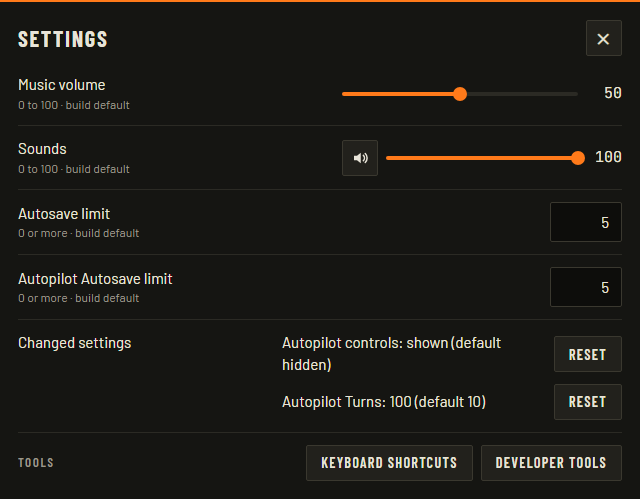 SETTINGS
Music volume
0 to 100 · build default
50
Sounds
0 to 100 · build default
100
Autosave limit
0 or more · build default
5
Autopilot Autosave limit
0 or more · build default
5
Changed settings
Autopilot controls: shown (default
hidden)
RESET
Autopilot Turns: 100 (default 10)
RESET
TOOLS
KEYBOARD SHORTCUTS
DEVELOPER TOOLS